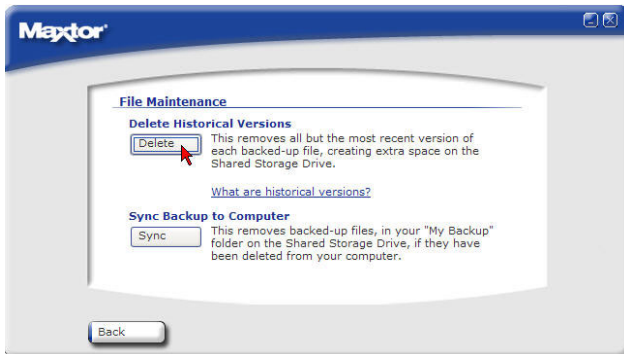 Maxtor
File Maintenance
Delete Historical Versions
Delete
This removes all but the most recent version of
each backed-up file, creating extra space on the
Shared Storage Drive.
What are historical versions?
Sync Backup to Computer
Sync
This removes backed-up files, in your "My Backup"
folder on the Shared Storage Drive, if they have
been deleted from your computer.
Back